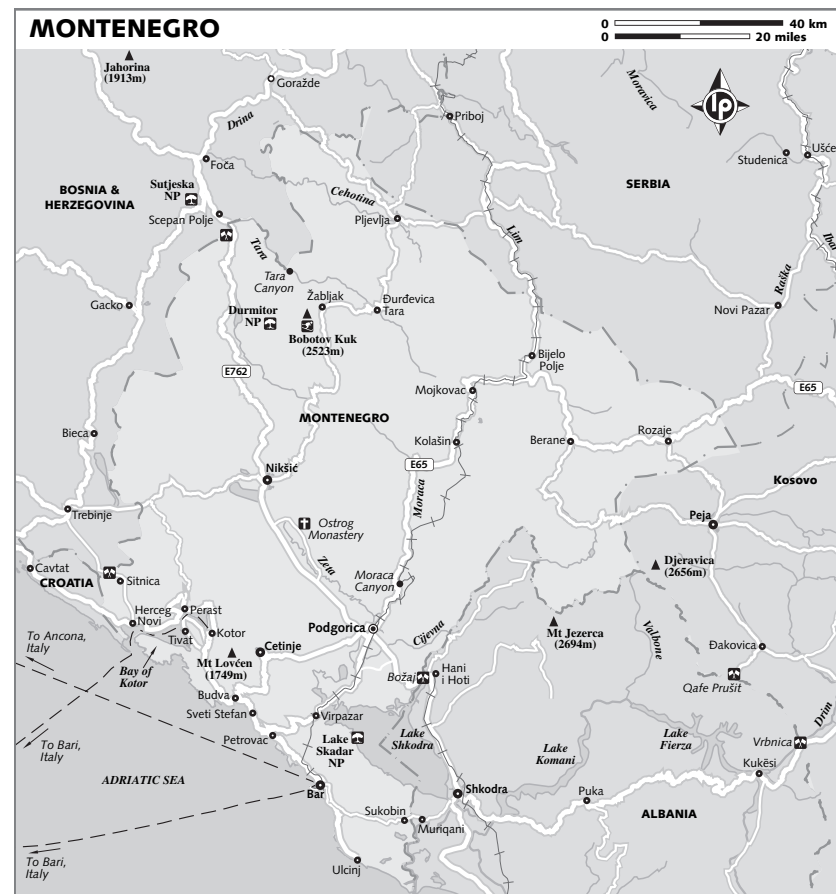 MONTENEGRO
0 40 km
0 20 miles
Jahorina
(1913m)
Goražde
Moravica
lp
Drina
Priboj
Ušće
Studenica
Foča
BOSNIA &
HERZEGOVINA
Sutjeska
NP
SERBIA
Cehotina
Scepan Polje
Pljevlja
Lim
Ibar
Tara
Tara
Canyon
Raška
Gacko
Žabljak
Đurđevica
Tara
Novi Pazar
Durmitor
NP
Bobotov Kuk
(2523m)
Bijelo
Polje
E762
Mojkovac
E65
MONTENEGRO
Bieca
Kolašin
Berane
Rozaje
E65
Nikšić
Kosovo
Moraca
Trebinje
Ostrog
Monastery
Peja
Zeta
Djeravica
(2656m)
Cavtat
CROATIA
Sitnica
Moraca
Canyon
Herceg
Novi
Perast
Podgorica
Cijevna
Mt Jezerca
(2694m)
Valbone
To Ancona,
Italy
Tivat
Kotor
Cetinje
Đakovica
Bay of
Kotor
Mt Lovćen
(1749m)
Božaj
Hani
i Hoti
Qafe Prušit
Budva
Sveti Stefan
Virpazar
Drim
To Bari,
Italy
Petrovac
Lake
Skadar
NP
Lake
Shkodra
Lake
Komani
Lake
Fierza
Vrbnica
Kukësi
ADRIATIC SEA
Bar
Shkodra
Puka
ALBANIA
Sukobin
Muriqani
To Bari,
Italy
Ulcinj